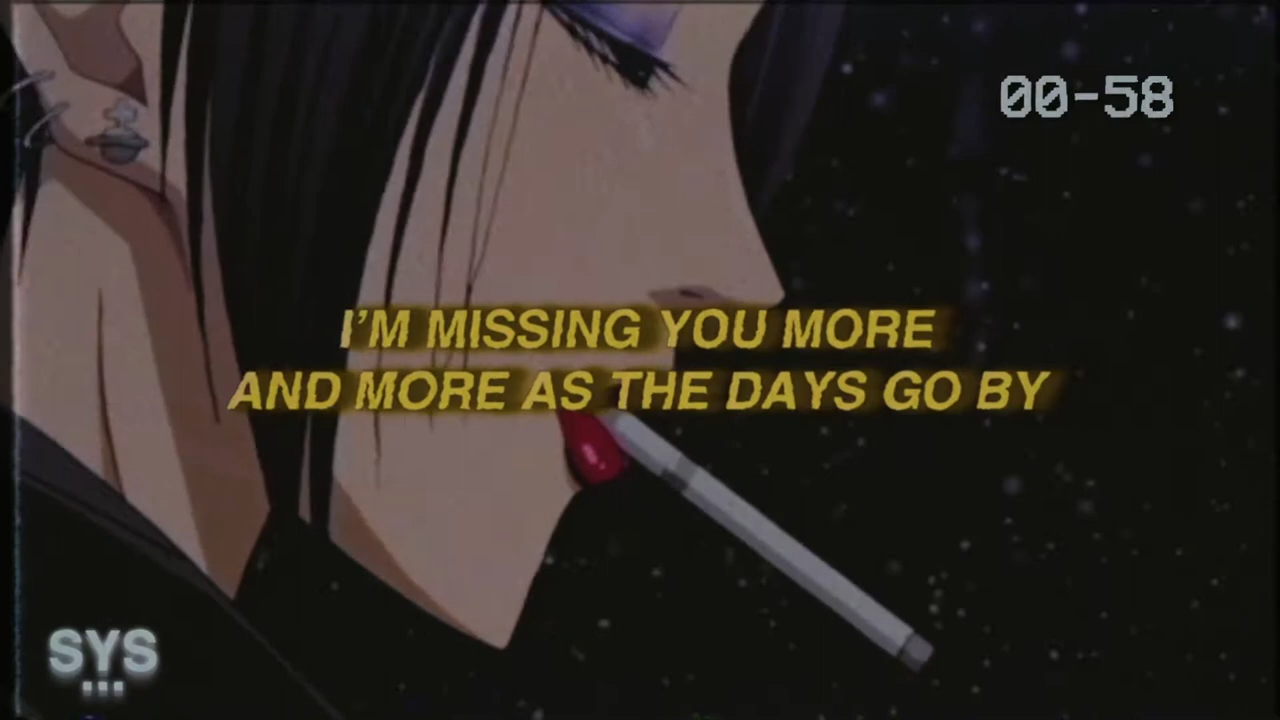 00-58
I'M MISSING YOU MORE
AND MORE AS THE DAYS GO BY
SYS
...